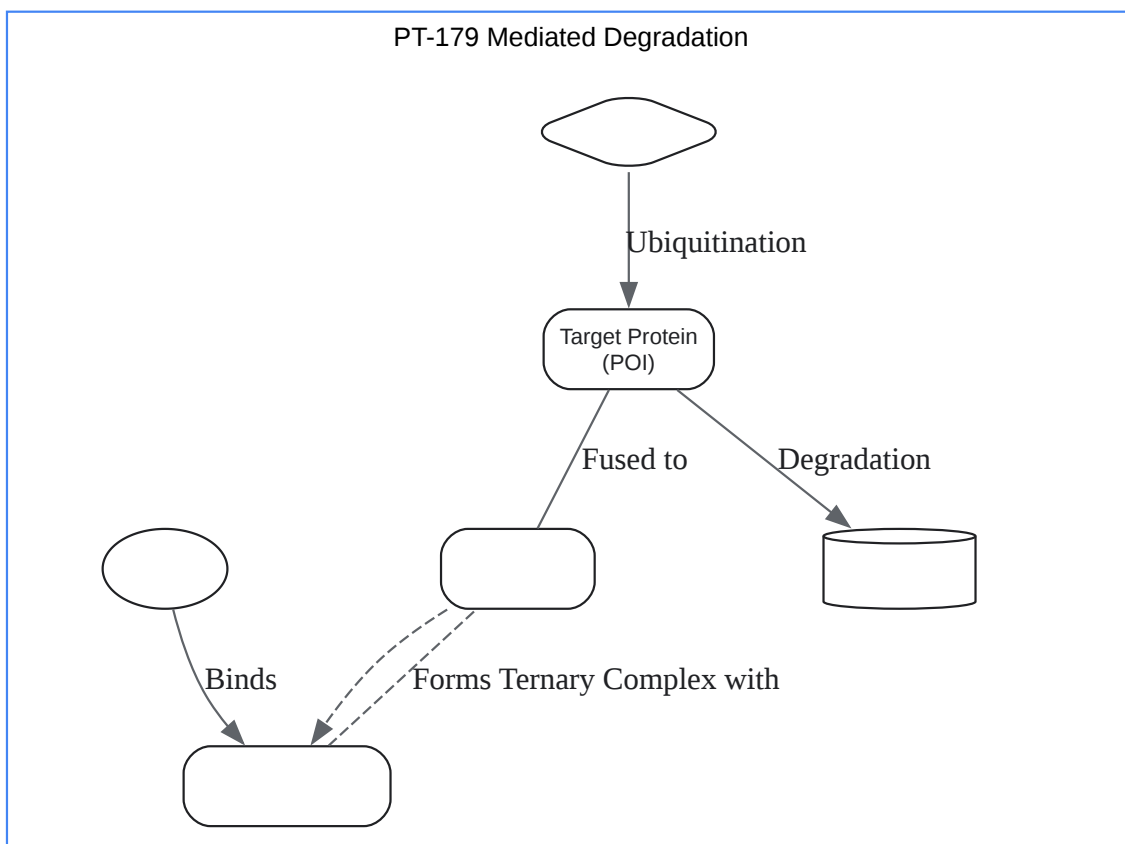 PT-179 Mediated Degradation
Ubiquitination
Target Protein
(POI)
Fused to
Degradation
Binds
Forms Ternary Complex with